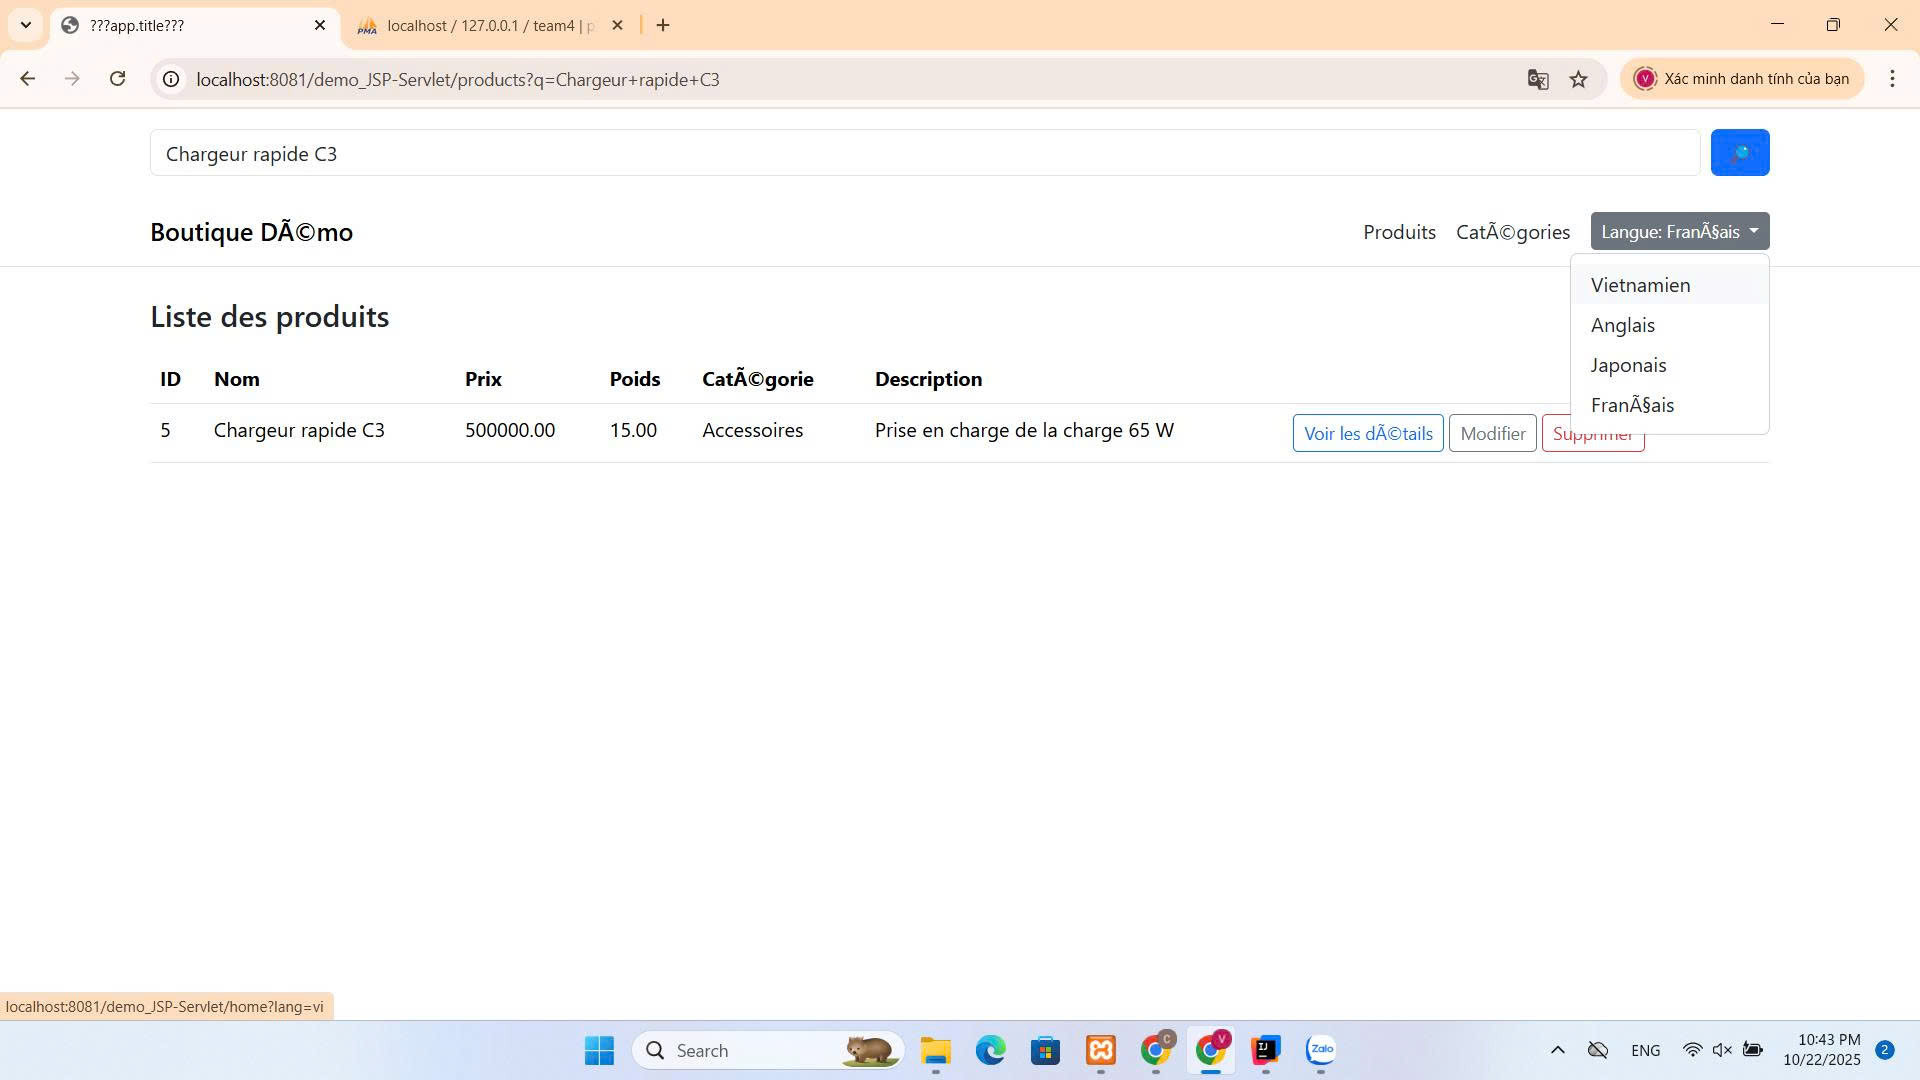 ???app.title???
localhost / 127.0.0.1 / team4 | p
localhost:8081/demo_JSP-Servlet/products?q=Chargeur+rapide+C3
Xác minh danh tính của bạn
Chargeur rapide C3
Boutique DÃ©mo
Produits
CatÃ©gories
Langue: FranÃ§ais
Vietnamien
Anglais
Japonais
FranÃ§ais
Liste des produits
ID Nom Prix Poids CatÃ©gorie Description
5 Chargeur rapide C3 500000.00 15.00 Accessoires Prise en charge de la charge 65 W Voir les dÃ©tails Modifier Supprimer
localhost:8081/demo_JSP-Servlet/home?lang=vi
Search
Zalo
ENG
10:43 PM
10/22/2025
2